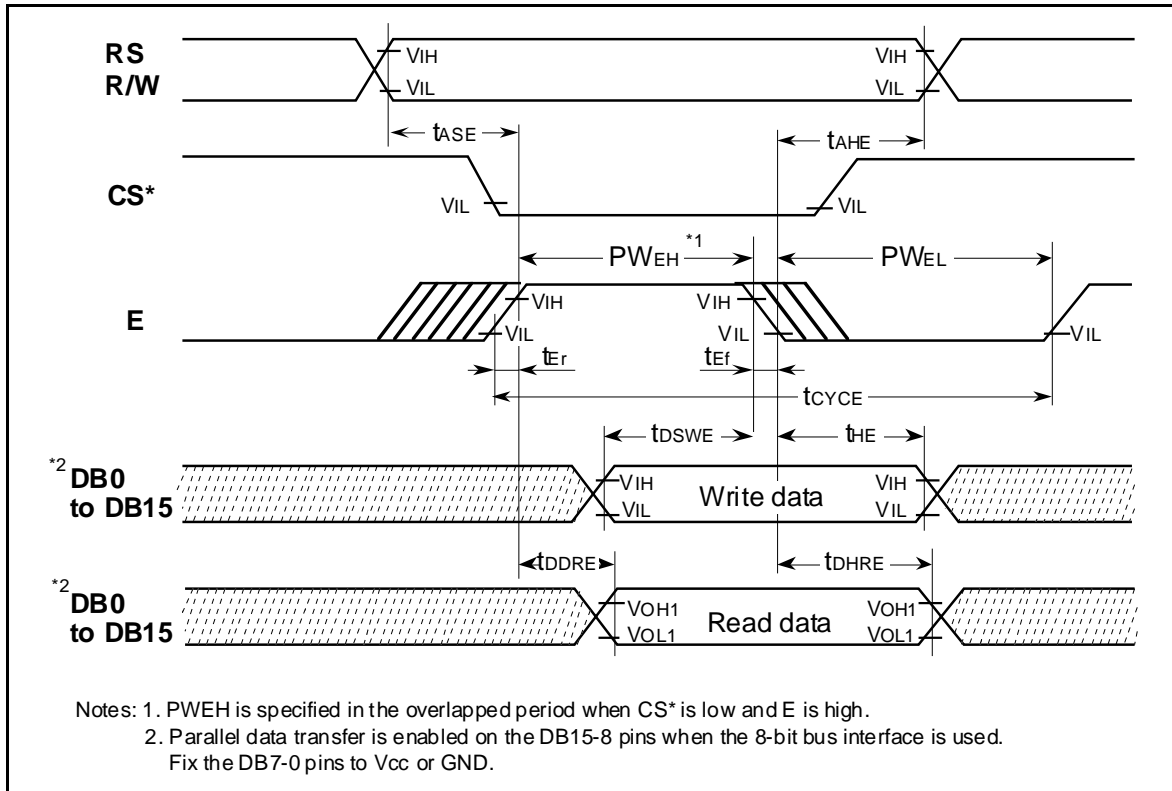 RS
R/W
VIH
VIL
VIH
VIL
tASE
tAHE
CS*
VIL
VIL
PWEH *1
PWEL
E
VIH
VIL
VIH
VIL
VIL
tEr
tEf
tCYCE
tDSWE
tHE
*2 DB0
to DB15
VIH
VIL
Write data
VIH
VIL
tDDRE
tDHRE
*2 DB0
to DB15
VOH1
VOL1
Read data
VOH1
VOL1
Notes: 1. PWEH is specified in the overlapped period when CS* is low and E is high.
2. Parallel data transfer is enabled on the DB15-8 pins when the 8-bit bus interface is used.
Fix the DB7-0 pins to Vcc or GND.